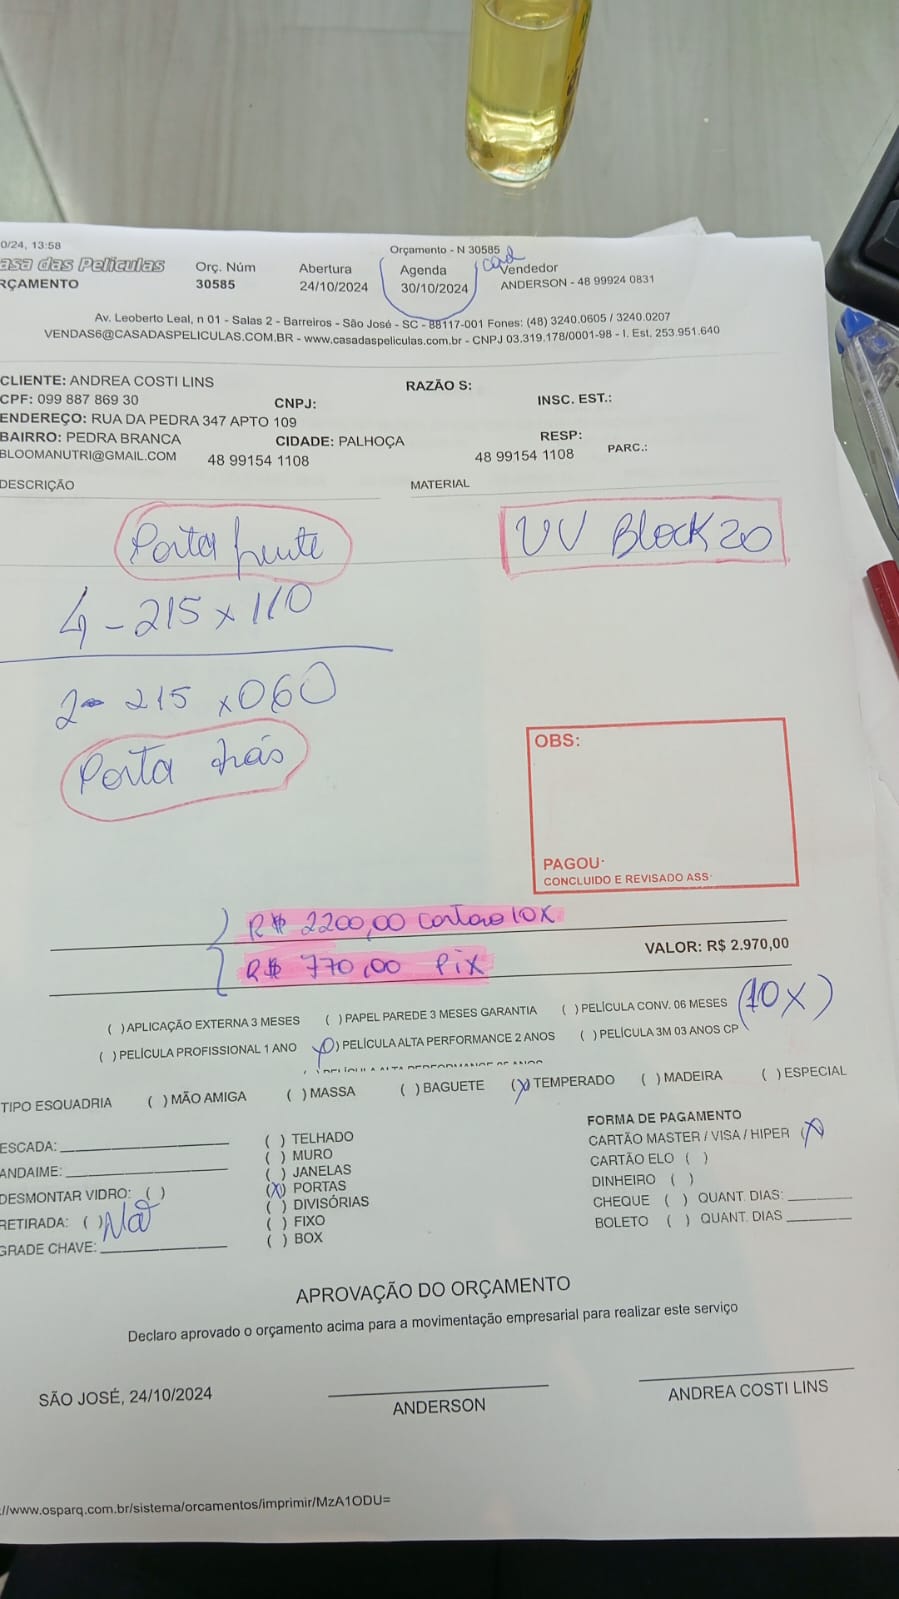 0/24, 13:58
Orçamento - N 30585
asa das Peliculas
RÇAMENTO
Orç. Núm
30585
Abertura
24/10/2024
Agenda
30/10/2024
Vendedor
ANDERSON - 48 99924 0831
Av. Leoberto Leal, n 01 - Salas 2 - Barreiros - São José - SC - 88117-001 Fones: (48) 3240.0605 / 3240.0207
VENDAS6@CASADASPELICULAS.COM.BR - www.casadaspeliculas.com.br - CNPJ 03.319.178/0001-98 - I. Est. 253.951.640
CLIENTE: ANDREA COSTI LINS
RAZÃO S:
CPF: 099 887 869 30
CNPJ:
INSC. EST.:
ENDEREÇO: RUA DA PEDRA 347 APTO 109
BAIRRO: PEDRA BRANCA
CIDADE: PALHOÇA
RESP:
BLOOMANUTRI@GMAIL.COM
48 99154 1108
48 99154 1108
PARC.:
DESCRIÇÃO
MATERIAL
Porta frente
UV Block 20
4 - 215 x 110
2 - 215 x 060
Porta trás
OBS:
PAGOU:
CONCLUIDO E REVISADO ASS:
R$ 2200,00 Cartao 10X
VALOR: R$ 2.970,00
R$ 770,00 Pix
(10X)
( ) APLICAÇÃO EXTERNA 3 MESES ( ) PAPEL PAREDE 3 MESES GARANTIA ( ) PELÍCULA CONV. 06 MESES
( ) PELÍCULA PROFISSIONAL 1 ANO (X) PELÍCULA ALTA PERFORMANCE 2 ANOS ( ) PELÍCULA 3M 03 ANOS CP
TIPO ESQUADRIA ( ) MÃO AMIGA ( ) MASSA ( ) BAGUETE (X) TEMPERADO ( ) MADEIRA ( ) ESPECIAL
ESCADA:
ANDAIME:
DESMONTAR VIDRO: ( )
RETIRADA: ( ) Não
GRADE CHAVE:
( ) TELHADO
( ) MURO
( ) JANELAS
(X) PORTAS
( ) DIVISÓRIAS
( ) FIXO
( ) BOX
FORMA DE PAGAMENTO
CARTÃO MASTER / VISA / HIPER (X)
CARTÃO ELO ( )
DINHEIRO ( )
CHEQUE ( ) QUANT. DIAS:
BOLETO ( ) QUANT. DIAS
APROVAÇÃO DO ORÇAMENTO
Declaro aprovado o orçamento acima para a movimentação empresarial para realizar este serviço
SÃO JOSÉ, 24/10/2024
ANDERSON
ANDREA COSTI LINS
://www.osparq.com.br/sistema/orcamentos/imprimir/MzA1ODU=